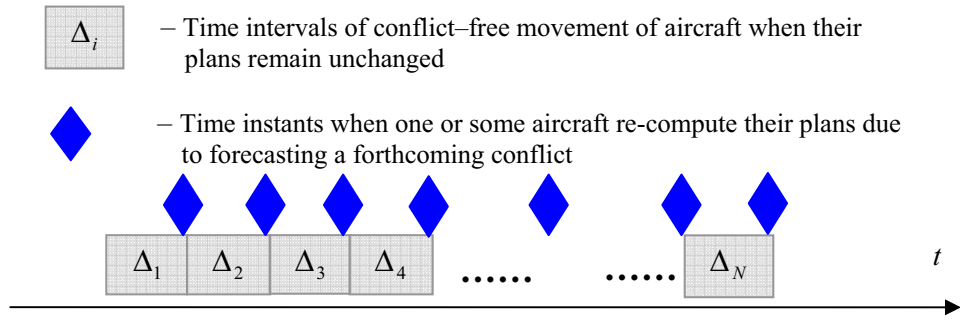 Δi – Time intervals of conflict–free movement of aircraft when their
plans remain unchanged
– Time instants when one or some aircraft re-compute their plans due
to forecasting a forthcoming conflict
Δ1 Δ2 Δ3 Δ4 ...... ...... ΔN t